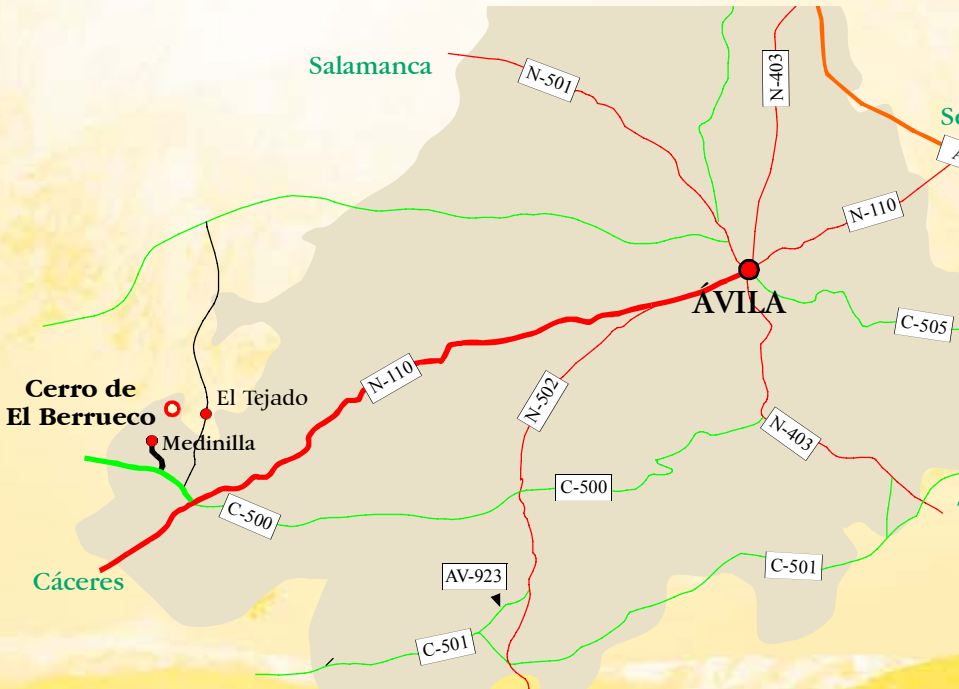 Salamanca
N-501
N-403
N-110
ÁVILA
C-505
N-110
Cerro de
El Berrueco
El Tejado
Medinilla
N-502
N-403
C-500
C-500
Cáceres
AV-923
C-501
C-501